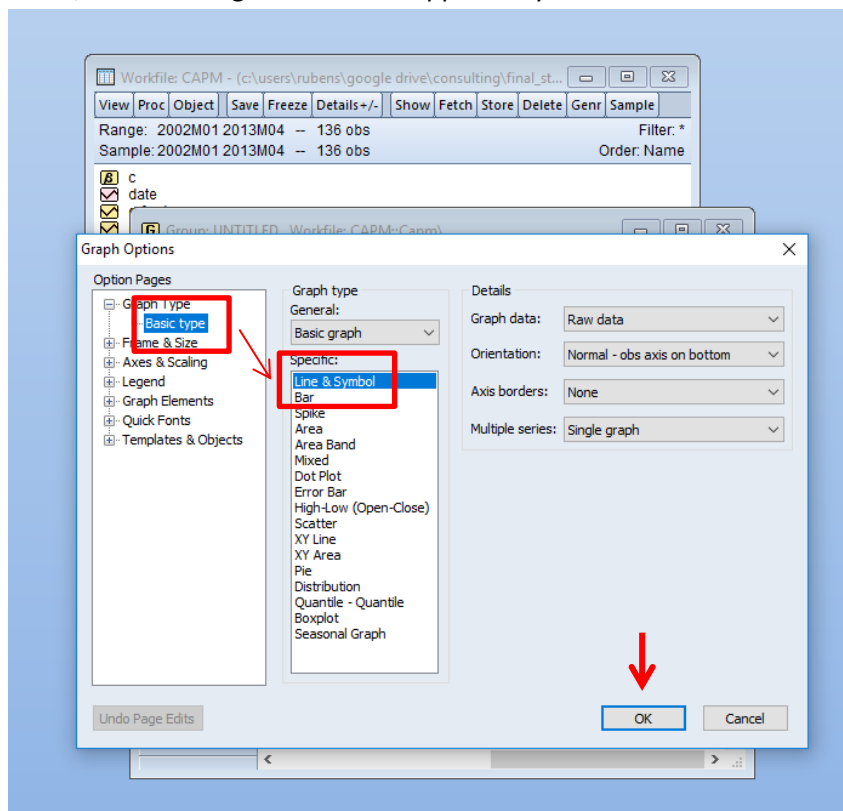 Workfile: CAPM - (c:\users\rubens\google drive\consulting\final_st...
View Proc Object Save Freeze Details+/- Show Fetch Store Delete Genr Sample
Range: 2002M01 2013M04 -- 136 obs Filter: *
Sample: 2002M01 2013M04 -- 136 obs Order: Name
c
date
Group: UNTITLED Workfile: CAPM::Capm\
Graph Options
Option Pages
Graph Type
Basic type
Frame & Size
Axes & Scaling
Legend
Graph Elements
Quick Fonts
Templates & Objects
Graph type
General:
Basic graph
Specific:
Line & Symbol
Bar
Spike
Area
Area Band
Mixed
Dot Plot
Error Bar
High-Low (Open-Close)
Scatter
XY Line
XY Area
Pie
Distribution
Quantile - Quantile
Boxplot
Seasonal Graph
Details
Graph data: Raw data
Orientation: Normal - obs axis on bottom
Axis borders: None
Multiple series: Single graph
Undo Page Edits
OK
Cancel